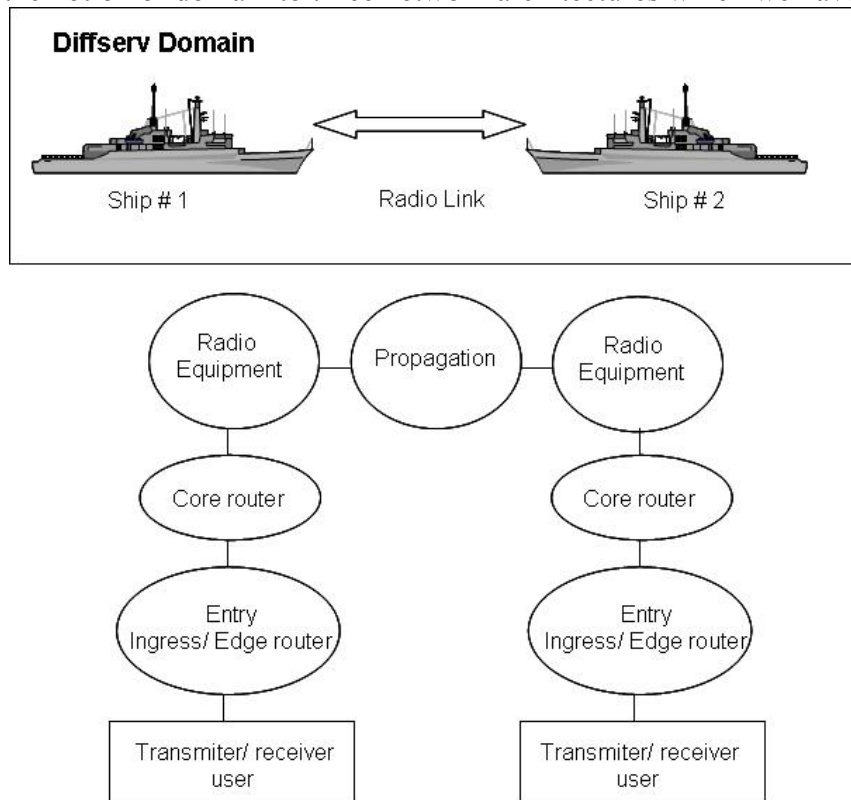 Diffserv Domain
Ship # 1
Radio Link
Ship # 2
Radio
Equipment
Propagation
Radio
Equipment
Core router
Core router
Entry
Ingress/ Edge router
Entry
Ingress/ Edge router
Transmiter/ receiver
user
Transmiter/ receiver
user